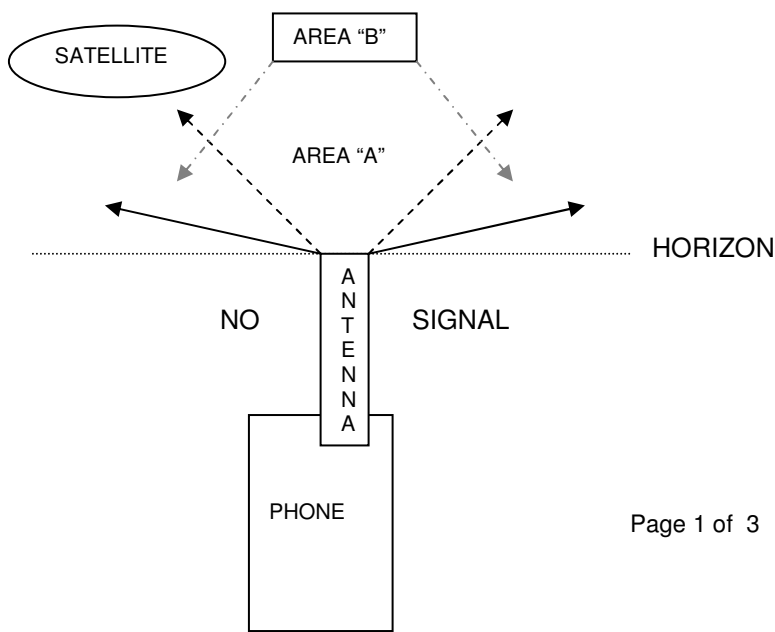 AREA “B”
SATELLITE
AREA “A”
HORIZON
NO
SIGNAL
A
N
T
E
N
N
A
PHONE
Page 1 of 3